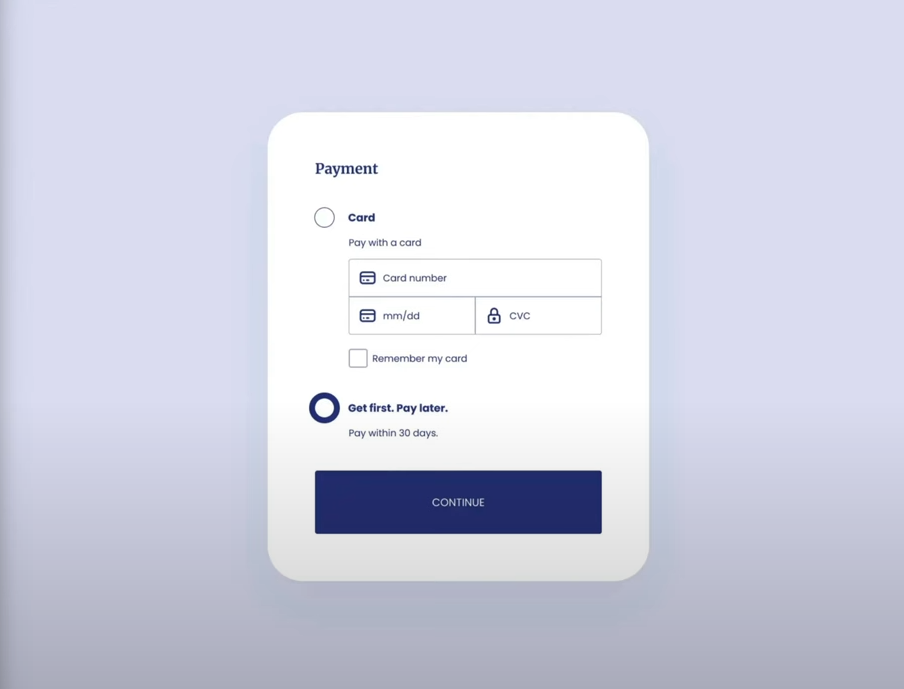 Payment
Card
Pay with a card
Card number
mm/dd
CVC
Remember my card
Get first. Pay later.
Pay within 30 days.
CONTINUE